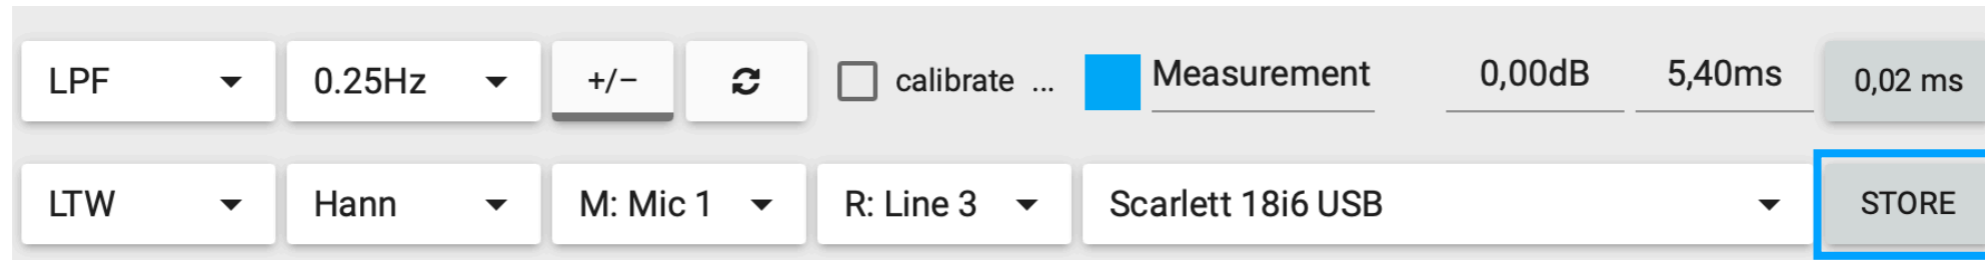 LPF 0.25Hz +/− calibrate ... Measurement 0,00dB 5,40ms 0,02 ms
LTW Hann M: Mic 1 R: Line 3 Scarlett 18i6 USB STORE